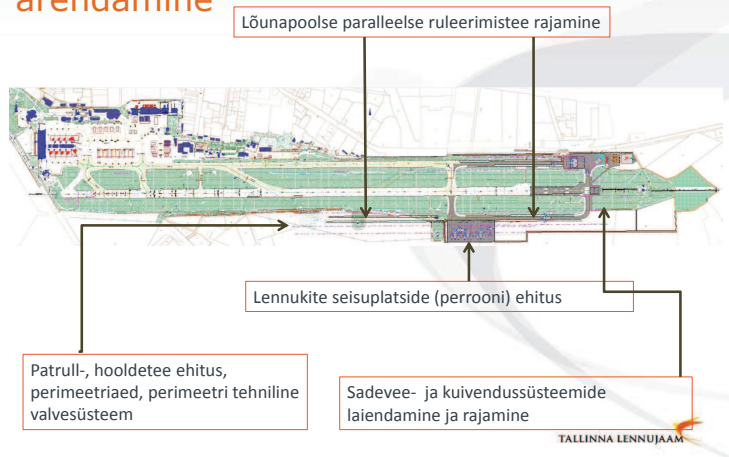 arendamine
Lõunapoolse paralleelse ruleerimistee rajamine
Lennukite seisuplatside (perrooni) ehitus
Patrull-, hooldetee ehitus,
perimeetriaed, perimeetri tehniline
valvesüsteem
Sadevee- ja kuivendussüsteemide
laiendamine ja rajamine
TALLINNA LENNUJAAM